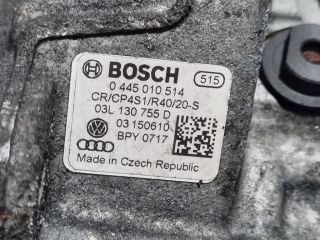 BOSCH 515
0 445 010 514
CR/CP4S1/R40/20-S
03L 130 755 D
03150610
BPY 0717
Made in Czech Republic